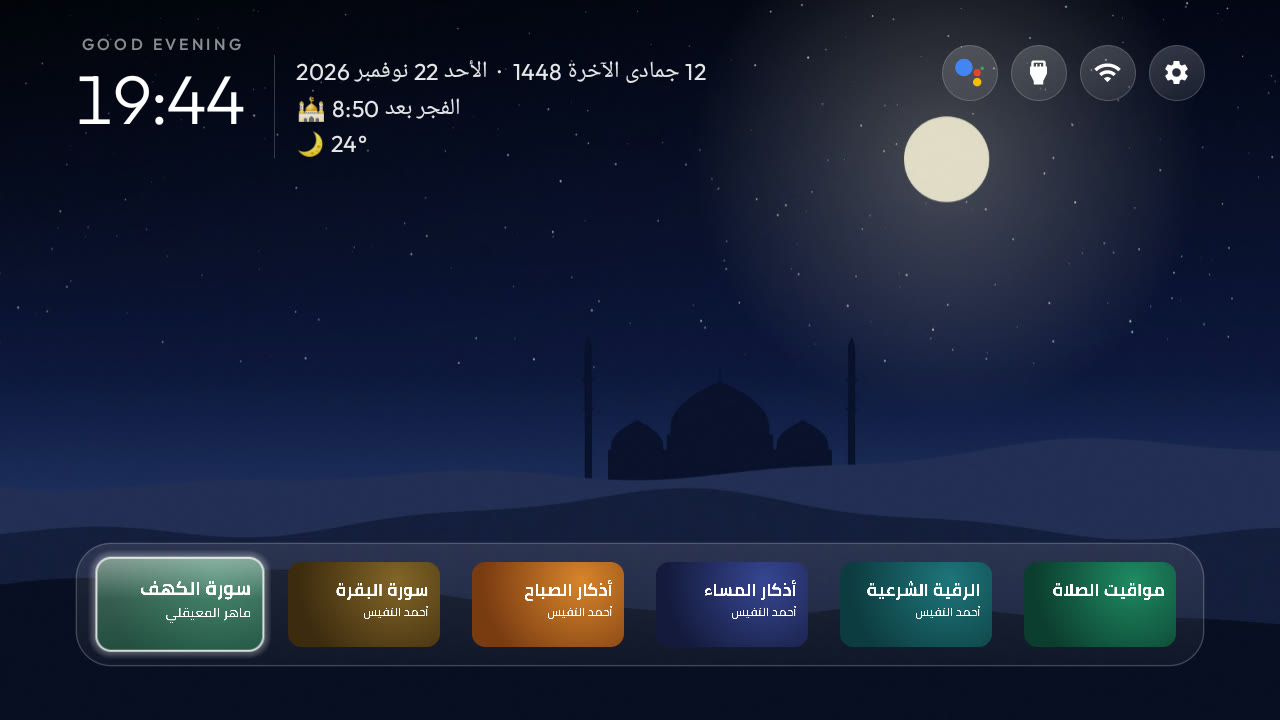 GOOD EVENING
19:44
12 جمادى الآخرة 1448 · الأحد 22 نوفمبر 2026
الفجر بعد 8:50
24°
سورة الكهف
ماهر المعيقلي
سورة البقرة
أحمد النفيس
أذكار الصباح
أحمد النفيس
أذكار المساء
أحمد النفيس
الرقية الشرعية
أحمد النفيس
مواقيت الصلاة